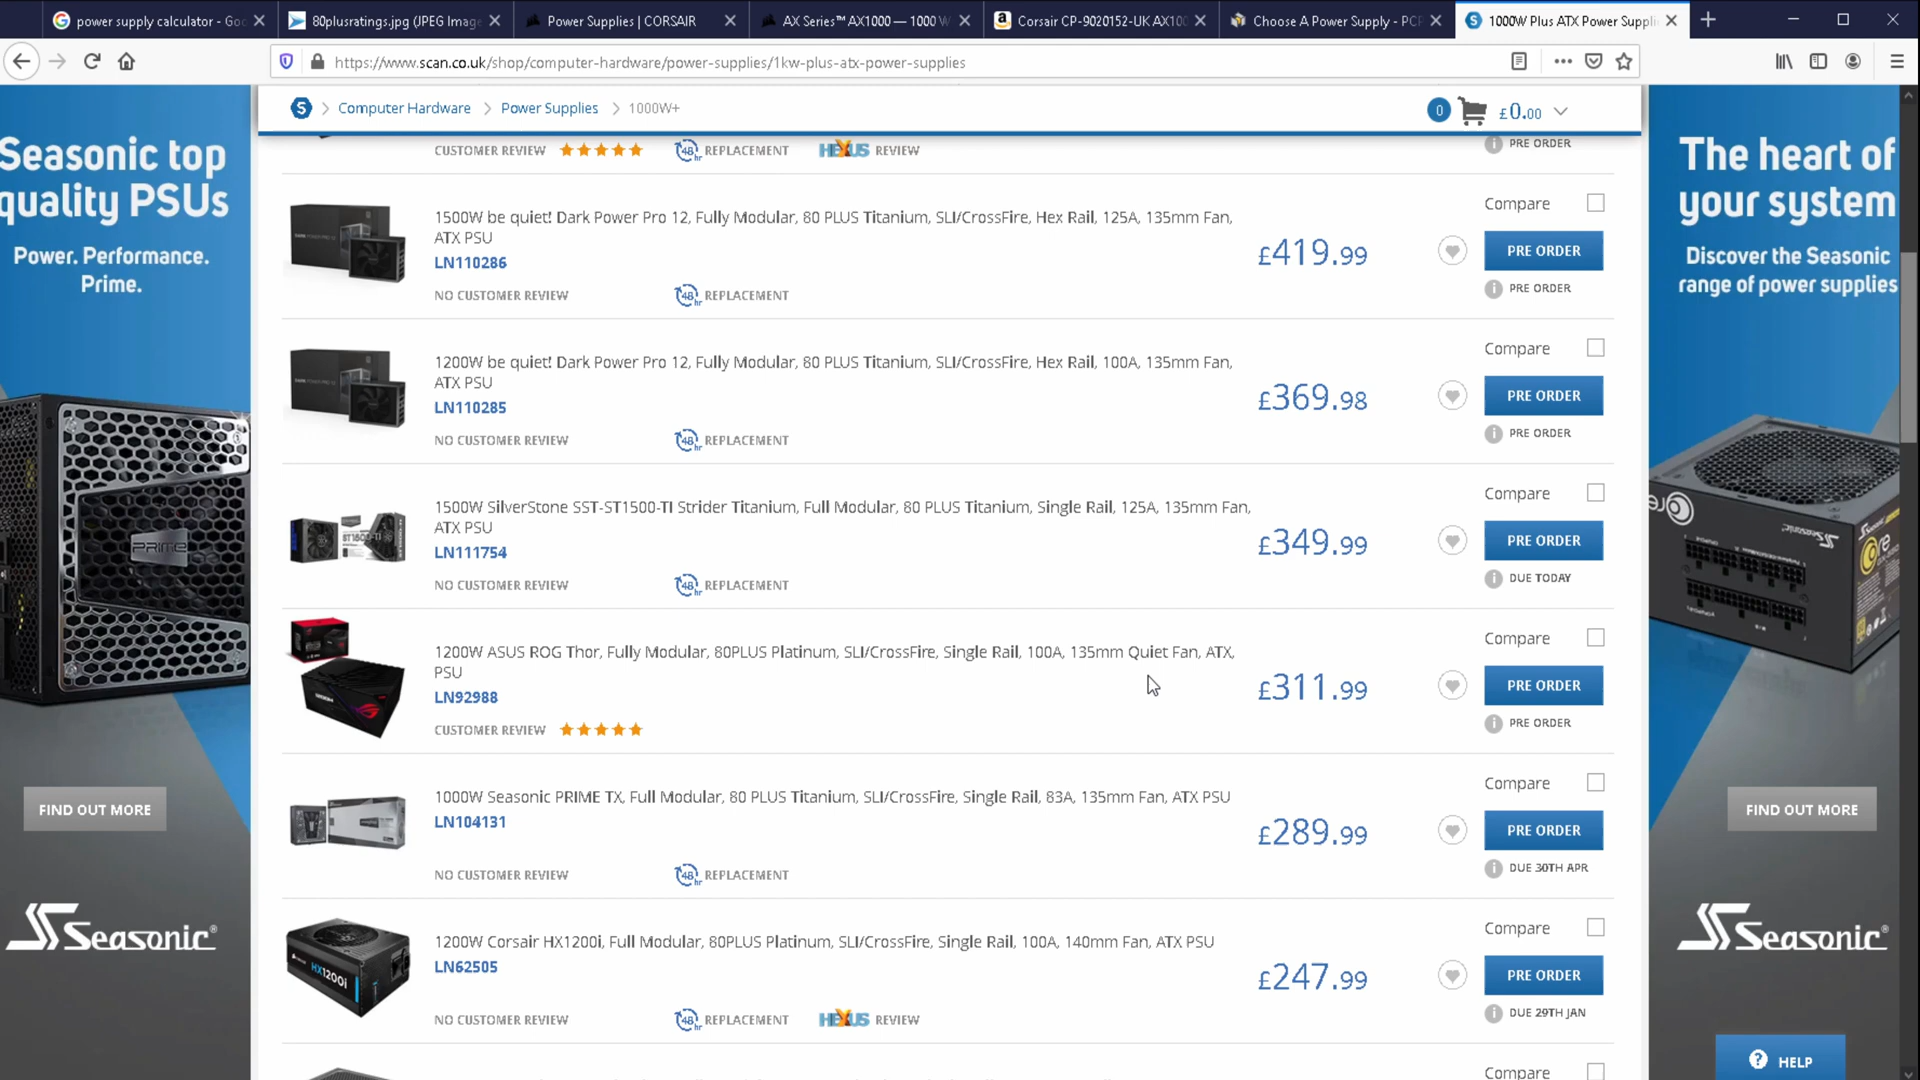 power supply calculator - Goo
80plusratings.jpg (JPEG Image
Power Supplies | CORSAIR
AX Series™ AX1000 — 1000 W
Corsair CP-9020152-UK AX100
Choose A Power Supply - PCP
1000W Plus ATX Power Suppli
https://www.scan.co.uk/shop/computer-hardware/power-supplies/1kw-plus-atx-power-supplies
S > Computer Hardware > Power Supplies > 1000W+
0 £0.00
CUSTOMER REVIEW 48hr REPLACEMENT HEXUS REVIEW
PRE ORDER
1500W be quiet! Dark Power Pro 12, Fully Modular, 80 PLUS Titanium, SLI/CrossFire, Hex Rail, 125A, 135mm Fan,
ATX PSU
LN110286
NO CUSTOMER REVIEW 48hr REPLACEMENT
£419.99
Compare
PRE ORDER
PRE ORDER
1200W be quiet! Dark Power Pro 12, Fully Modular, 80 PLUS Titanium, SLI/CrossFire, Hex Rail, 100A, 135mm Fan,
ATX PSU
LN110285
NO CUSTOMER REVIEW 48hr REPLACEMENT
£369.98
Compare
PRE ORDER
PRE ORDER
1500W SilverStone SST-ST1500-TI Strider Titanium, Full Modular, 80 PLUS Titanium, Single Rail, 125A, 135mm Fan,
ATX PSU
LN111754
NO CUSTOMER REVIEW 48hr REPLACEMENT
£349.99
Compare
PRE ORDER
DUE TODAY
1200W ASUS ROG Thor, Fully Modular, 80PLUS Platinum, SLI/CrossFire, Single Rail, 100A, 135mm Quiet Fan, ATX,
PSU
LN92988
CUSTOMER REVIEW
£311.99
Compare
PRE ORDER
PRE ORDER
1000W Seasonic PRIME TX, Full Modular, 80 PLUS Titanium, SLI/CrossFire, Single Rail, 83A, 135mm Fan, ATX PSU
LN104131
NO CUSTOMER REVIEW 48hr REPLACEMENT
£289.99
Compare
PRE ORDER
DUE 30TH APR
1200W Corsair HX1200i, Full Modular, 80PLUS Platinum, SLI/CrossFire, Single Rail, 100A, 140mm Fan, ATX PSU
LN62505
HX1200i
NO CUSTOMER REVIEW 48hr REPLACEMENT HEXUS REVIEW
£247.99
Compare
PRE ORDER
DUE 29TH JAN
Compare
Seasonic top
quality PSUs
Power. Performance.
Prime.
PRIME
FIND OUT MORE
Seasonic®
The heart of
your system
Discover the Seasonic
range of power supplies
core
FIND OUT MORE
Seasonic®
? HELP